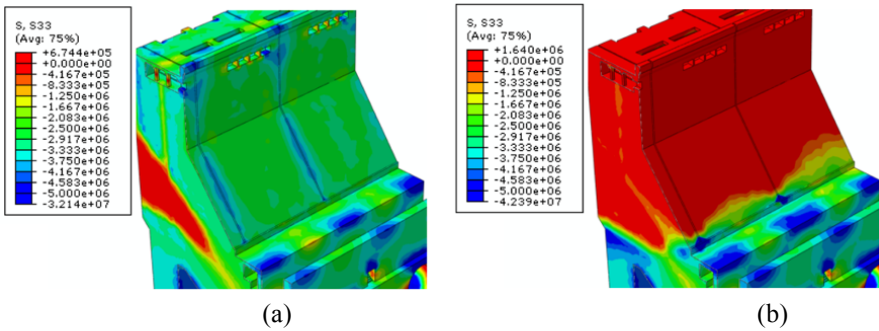 S, S33
(Avg: 75%)
+6.744e+05
+0.000e+00
-4.167e+05
-8.333e+05
-1.250e+06
-1.667e+06
-2.083e+06
-2.500e+06
-2.917e+06
-3.333e+06
-3.750e+06
-4.167e+06
-4.583e+06
-5.000e+06
-3.214e+07
(a)
S, S33
(Avg: 75%)
+1.640e+06
+0.000e+00
-4.167e+05
-8.333e+05
-1.250e+06
-1.667e+06
-2.083e+06
-2.500e+06
-2.917e+06
-3.333e+06
-3.750e+06
-4.167e+06
-4.583e+06
-5.000e+06
-4.239e+07
(b)